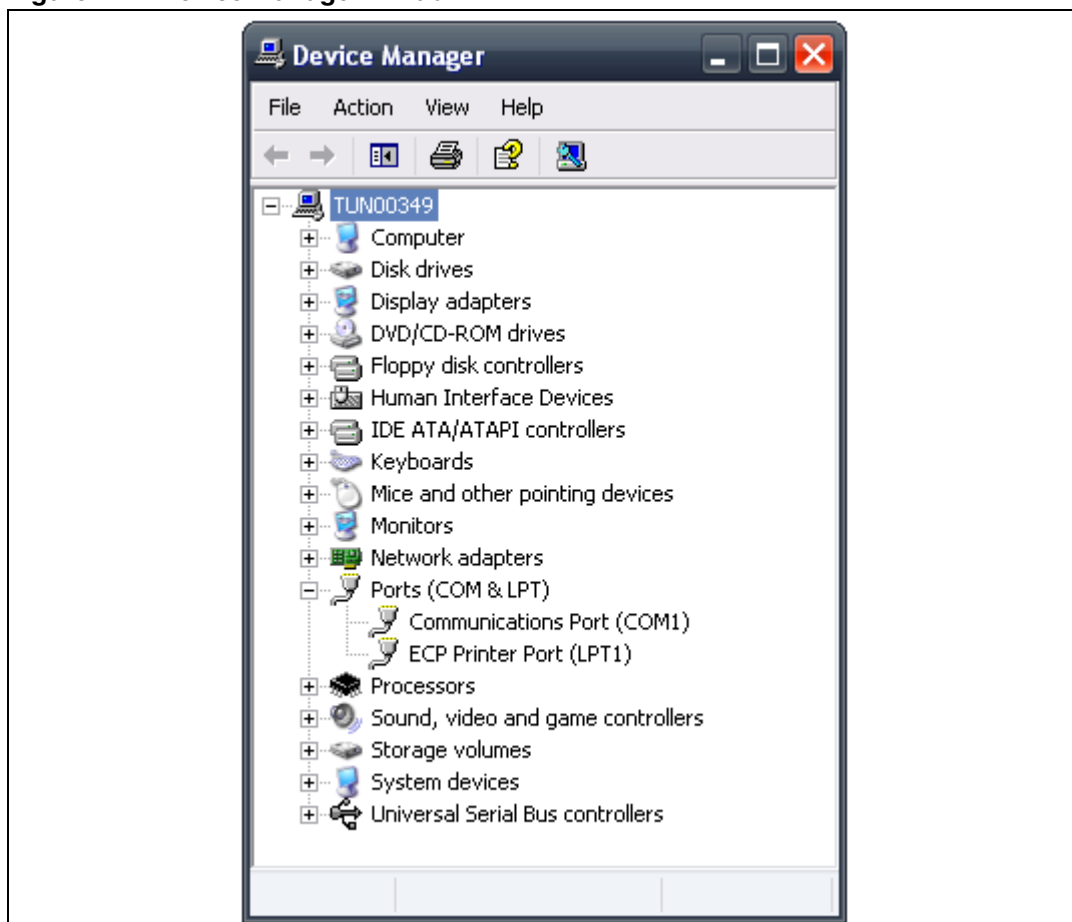 Device Manager
File Action View Help
TUN00349
Computer
Disk drives
Display adapters
DVD/CD-ROM drives
Floppy disk controllers
Human Interface Devices
IDE ATA/ATAPI controllers
Keyboards
Mice and other pointing devices
Monitors
Network adapters
Ports (COM & LPT)
Communications Port (COM1)
ECP Printer Port (LPT1)
Processors
Sound, video and game controllers
Storage volumes
System devices
Universal Serial Bus controllers